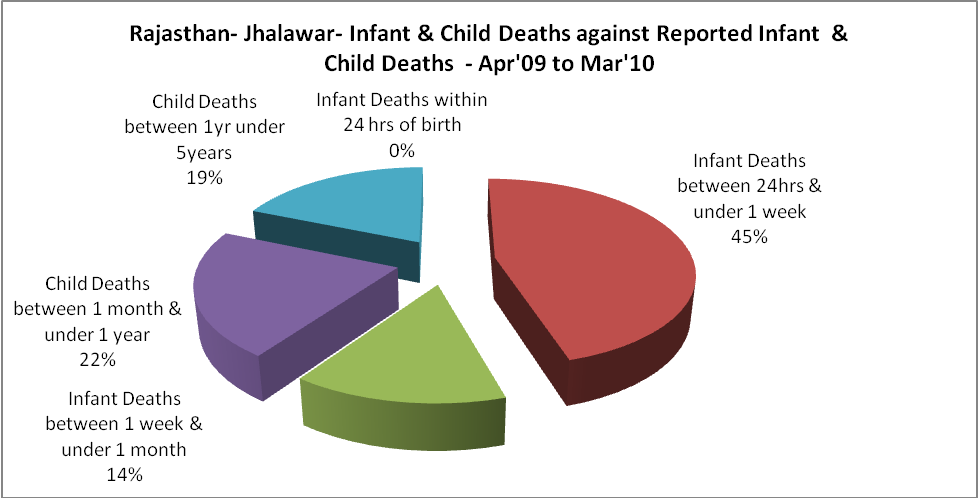 Rajasthan- Jhalawar- Infant & Child Deaths against Reported Infant &
Child Deaths - Apr'09 to Mar'10
Child Deaths
between 1yr under
5years
19%
Infant Deaths within
24 hrs of birth
0%
Infant Deaths
between 24hrs &
under 1 week
45%
Child Deaths
between 1 month &
under 1 year
22%
Infant Deaths
between 1 week &
under 1 month
14%